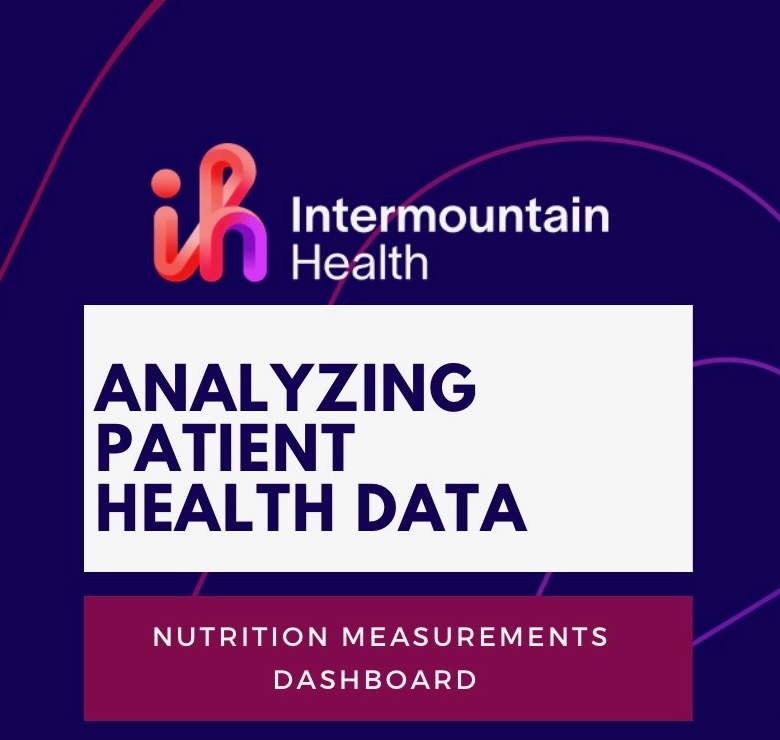 Intermountain
Health
ANALYZING
PATIENT
HEALTH DATA
NUTRITION MEASUREMENTS
DASHBOARD